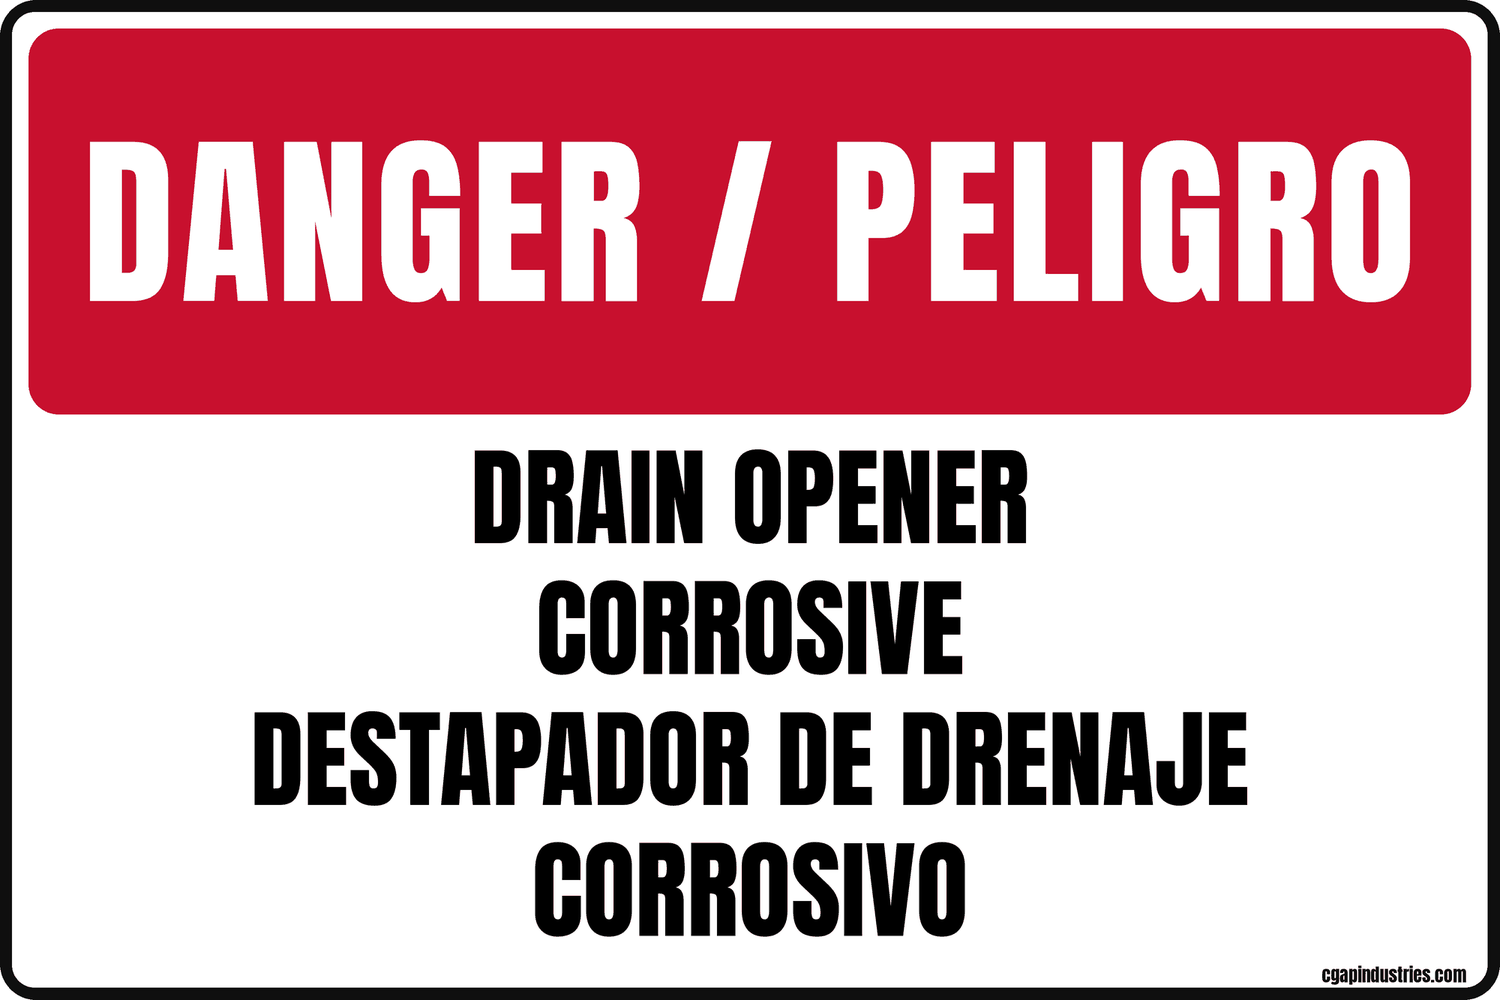 DANGER / PELIGRO
DRAIN OPENER
CORROSIVE
DESTAPADOR DE DRENAJE
CORROSIVO
cgapindustries.com